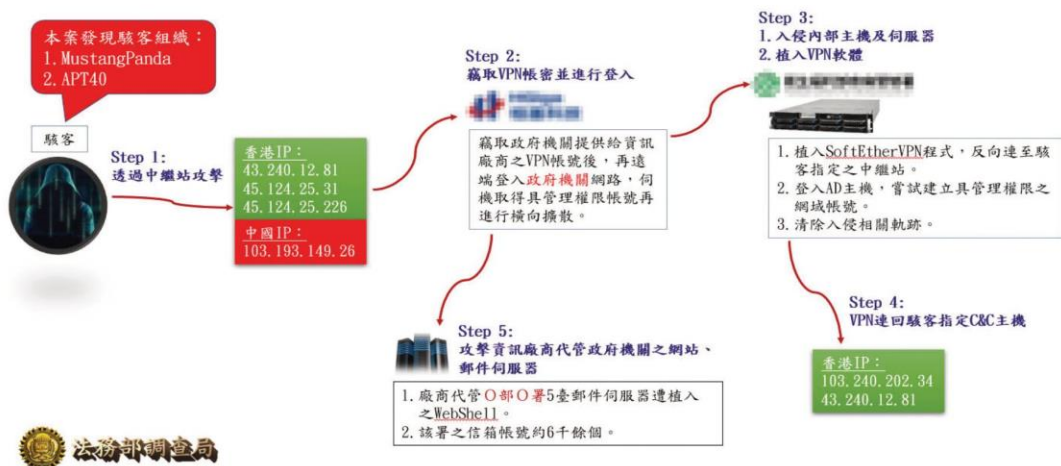 本案發現駭客組織：
1. MustangPanda
2. APT40
駭客
Step 1:
透過中繼站攻擊
香港IP：
43.240.12.81
45.124.25.31
45.124.25.226
中國IP：
103.193.149.26
Step 2:
竊取VPN帳密並進行登入
竊取政府機關提供給資訊
廠商之VPN帳號後，再遠
端登入政府機關網路，伺
機取得具管理權限帳號再
進行橫向擴散。
Step 3:
1. 入侵內部主機及伺服器
2. 植入VPN軟體
1. 植入SoftEtherVPN程式，反向連至駭
客指定之中繼站。
2. 登入AD主機，嘗試建立具管理權限之
網域帳號。
3. 清除入侵相關軌跡。
Step 4:
VPN連回駭客指定C&C主機
香港IP：
103.240.202.34
43.240.12.81
Step 5:
攻擊資訊廠商代管政府機關之網站、
郵件伺服器
1. 廠商代管O部O署5臺郵件伺服器遭植入
之WebShell。
2. 該署之信箱帳號約6千餘個。
法務部調查局